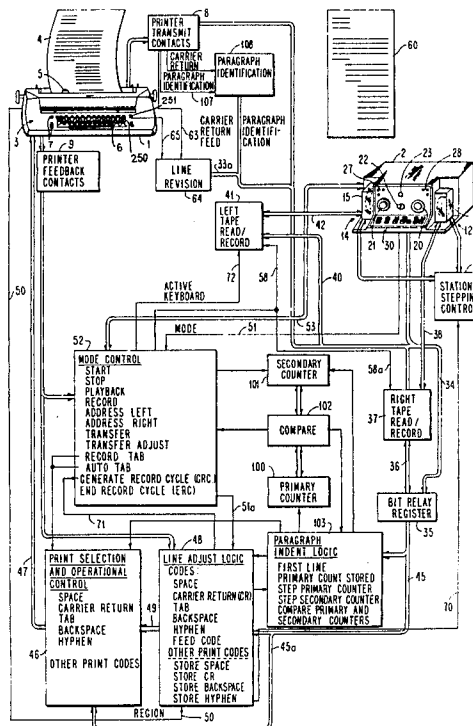 8
PRINTER
TRANSMIT
CONTACTS
4
5
CARRIER
RETURN
PARAGRAPH
IDENTIFICATION
107
106
PARAGRAPH
IDENTIFICATION
60
251
3
7
6
1
250
65
63
9
PRINTER
FEEDBACK
CONTACTS
CARRIER
RETURN
FEED
PARAGRAPH
IDENTIFI-
CATION
LINE
REVISION
33a
64
27
22
2
23
28
15
14
21
30
20
12
41
LEFT
TAPE
READ/
RECORD
42
50
72
58
40
STATION
STEPPING
CONTROL
ACTIVE
KEYBOARD
MODE
51
53
38
34
58a
52
MODE CONTROL
START
STOP
PLAYBACK
RECORD
ADDRESS LEFT
ADDRESS RIGHT
TRANSFER
TRANSFER ADJUST
RECORD TAB
AUTO TAB
GENERATE RECORD CYCLE (GRC)
END RECORD CYCLE (ERC)
SECONDARY
COUNTER
101
102
COMPARE
100
PRIMARY
COUNTER
37
RIGHT
TAPE
READ/
RECORD
36
BIT RELAY
REGISTER
35
71
51a
47
48
103
45
70
PRINT SELECTION
AND OPERATIONAL
CONTROL
SPACE
CARRIER RETURN
TAB
BACKSPACE
HYPHEN
OTHER PRINT CODES
46
49
LINE ADJUST LOGIC
CODES:
SPACE
CARRIER RETURN(CR)
TAB
BACKSPACE
HYPHEN
FEED CODE
OTHER PRINT CODES
STORE SPACE
STORE CR
STORE BACKSPACE
STORE HYPHEN
PARAGRAPH
INDENT LOGIC
FIRST LINE
PRIMARY COUNT STORED
STEP PRIMARY COUNTER
STEP SECONDARY COUNTER
COMPARE PRIMARY AND
SECONDARY COUNTERS
45a
REGION
50